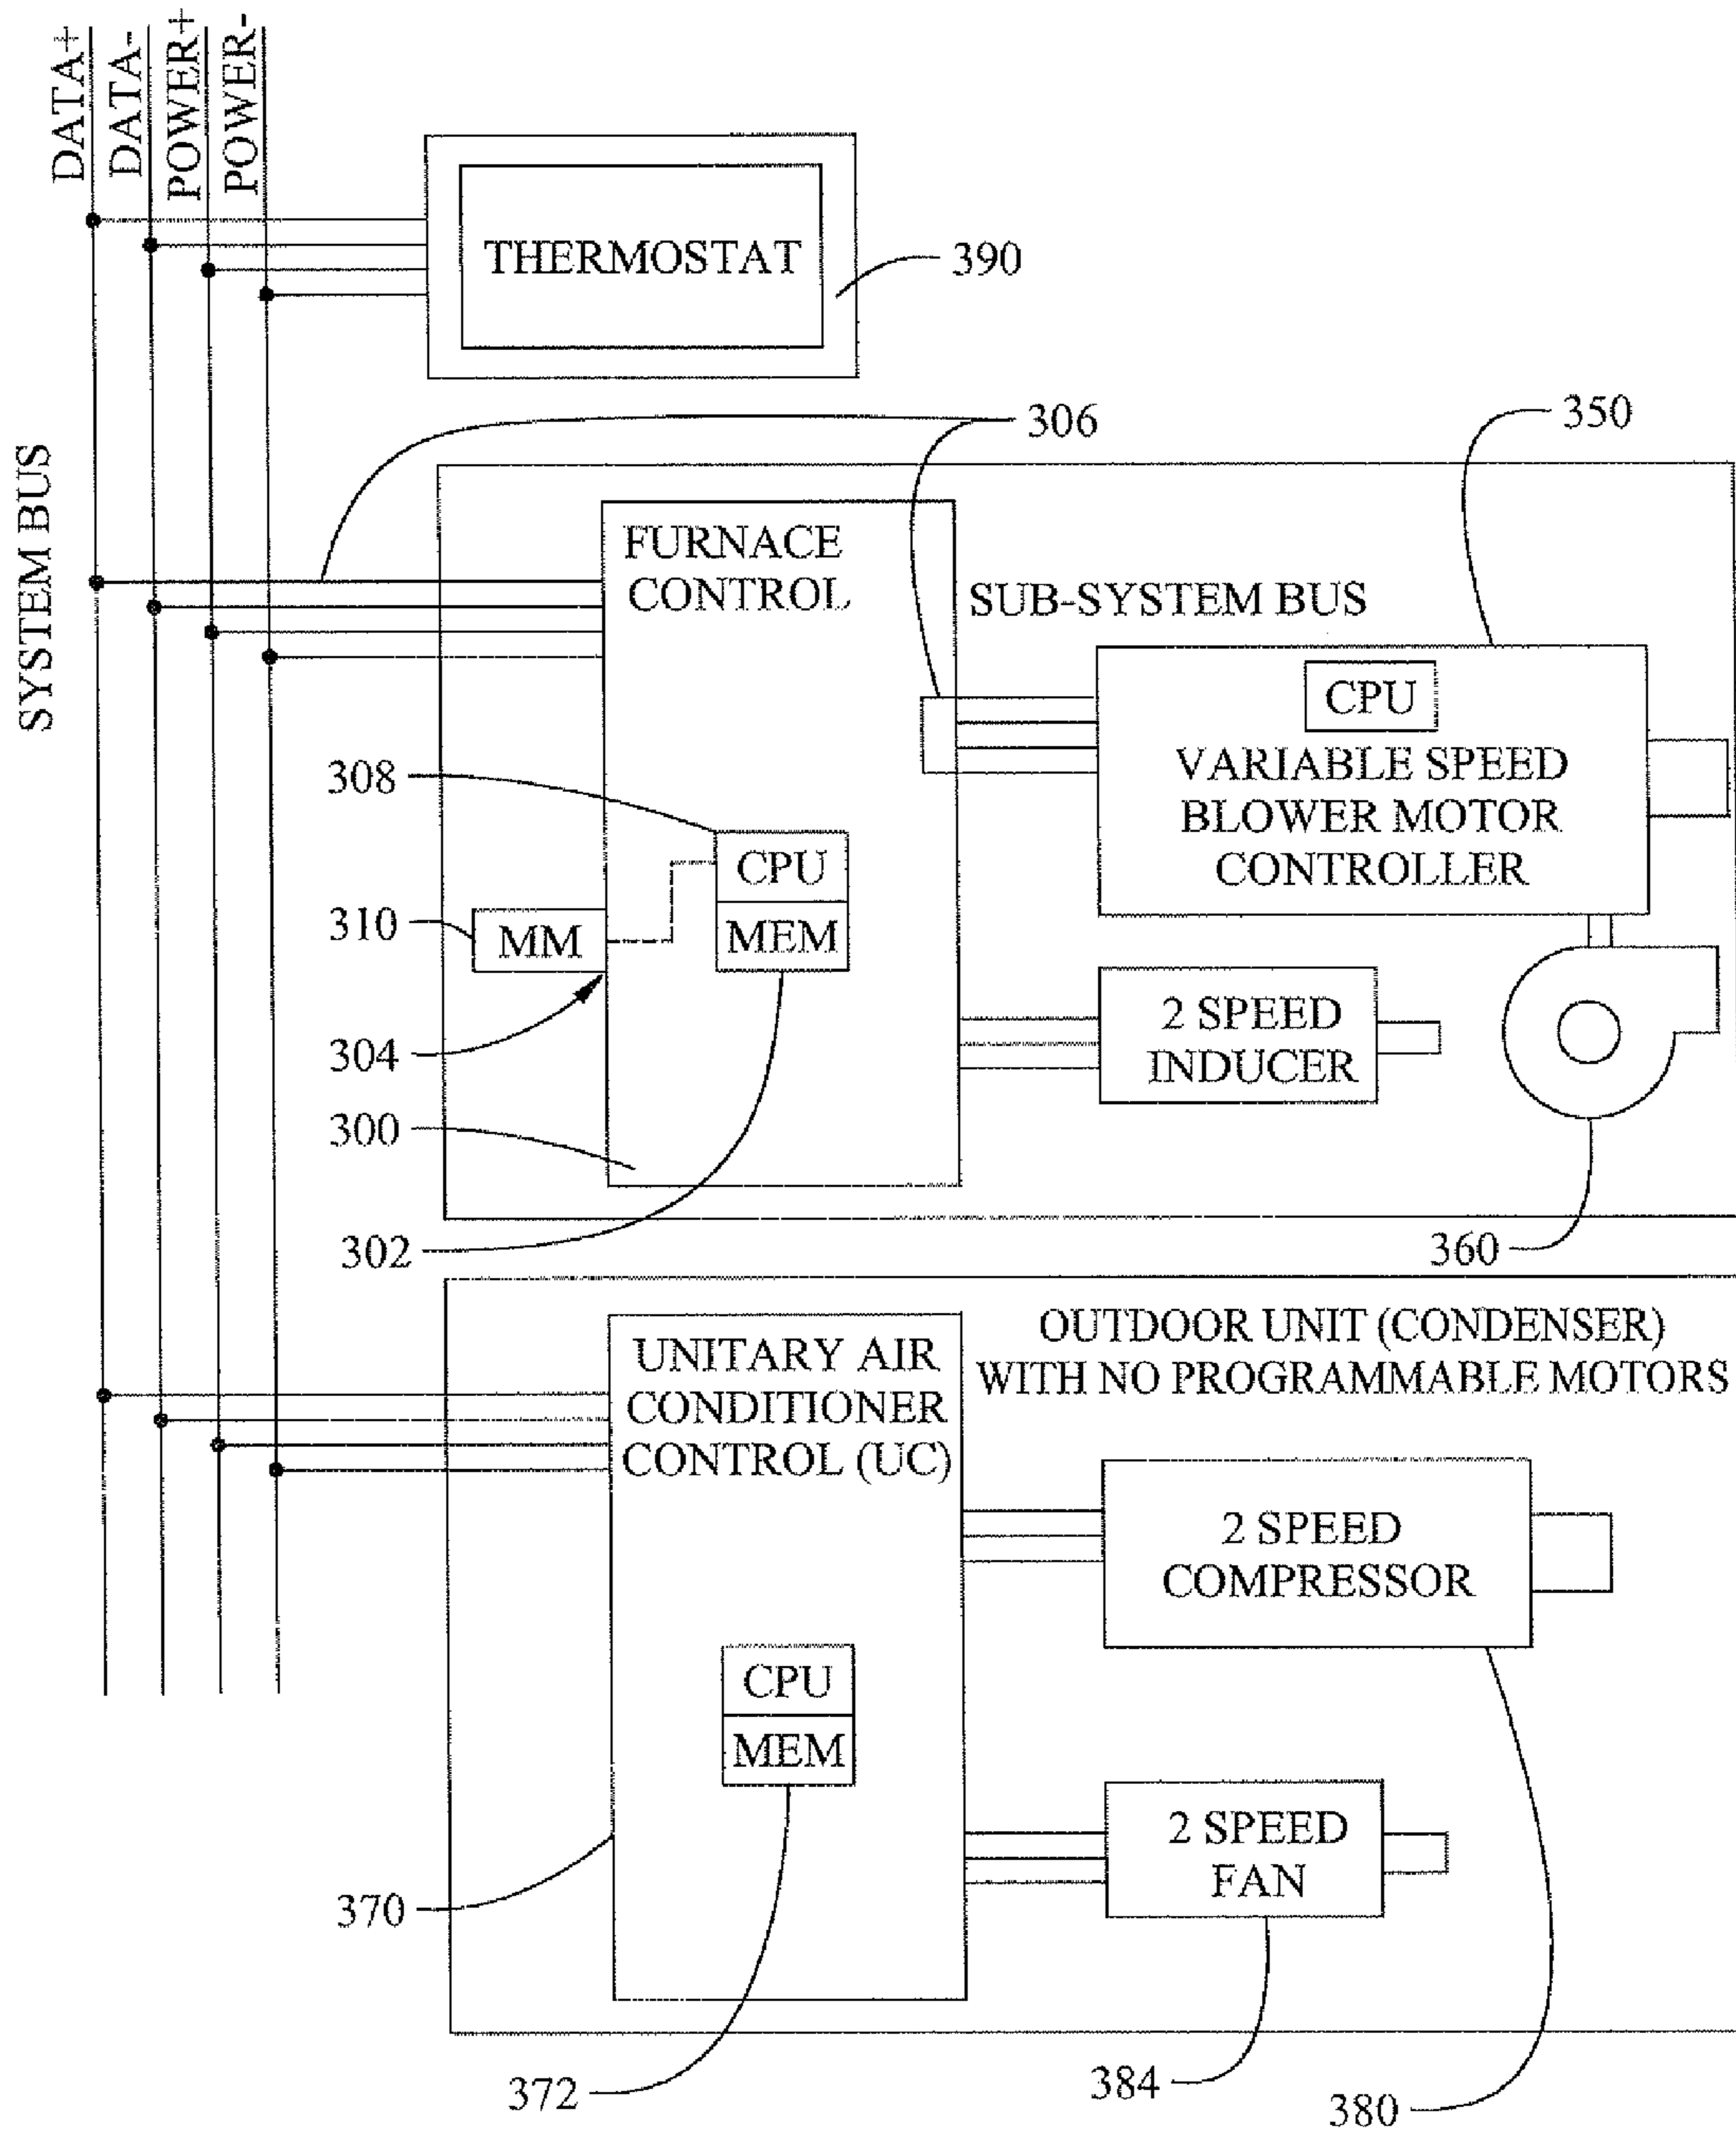 DATA+
DATA-
POWER+
POWER-
SYSTEM BUS
THERMOSTAT
390
306
350
FURNACE
CONTROL
SUB-SYSTEM BUS
CPU
VARIABLE SPEED
BLOWER MOTOR
CONTROLLER
308
CPU
MEM
310
MM
304
2 SPEED
INDUCER
300
302
360
OUTDOOR UNIT (CONDENSER)
WITH NO PROGRAMMABLE MOTORS
UNITARY AIR
CONDITIONER
CONTROL (UC)
2 SPEED
COMPRESSOR
CPU
MEM
2 SPEED
FAN
370
372
384
380